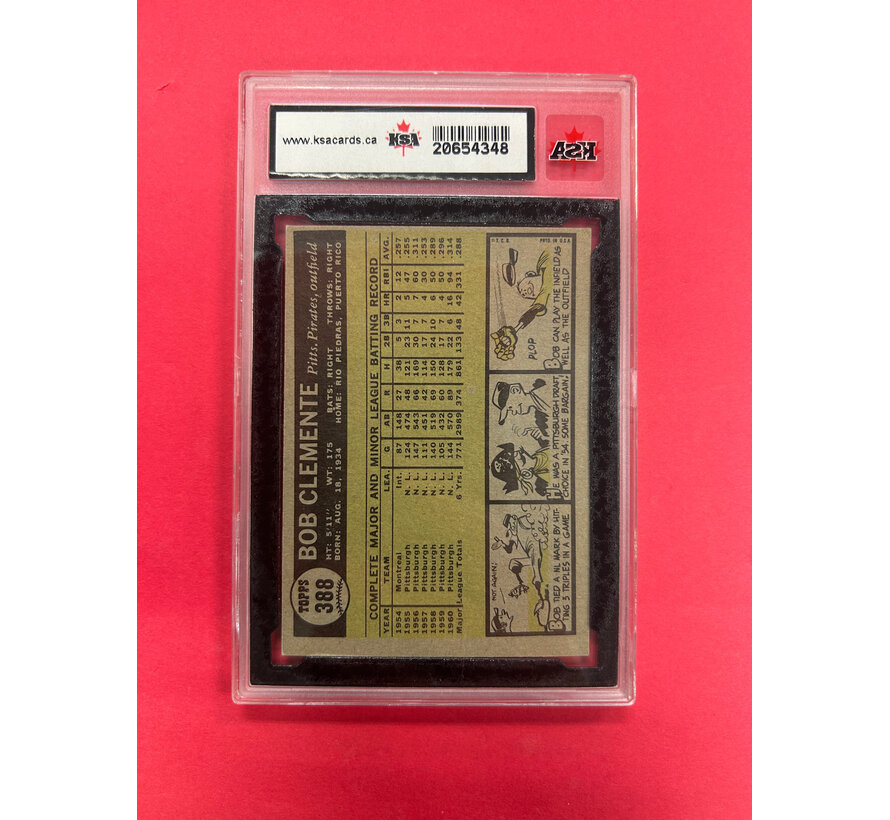 www.ksacards.ca
KSA
20654348
KSA
TOPPS
388
BOB CLEMENTE Pitts. Pirates, outfield
HT: 5'11" WT: 175 BATS: RIGHT THROWS: RIGHT
BORN: AUG. 18, 1934 HOME: RIO PIEDRAS, PUERTO RICO
COMPLETE MAJOR AND MINOR LEAGUE BATTING RECORD
YEAR TEAM LEA. G AB R H 2B 3B HR RBI AVG.
1954 Montreal Int. 87 148 27 38 5 3 2 12 .257
1955 Pittsburgh N. L. 124 474 48 121 23 11 5 47 .255
1956 Pittsburgh N. L. 147 543 66 169 30 7 7 60 .311
1957 Pittsburgh N. L. 111 451 42 114 17 7 4 30 .253
1958 Pittsburgh N. L. 140 519 69 150 24 10 6 50 .289
1959 Pittsburgh N. L. 105 432 60 128 17 7 4 50 .296
1960 Pittsburgh N. L. 144 570 89 179 22 6 16 94 .314
Major League Totals 6 Yrs. 771 2989 374 861 133 48 42 331 .288
NOT AGAIN!
BOB TIED A NL MARK BY HIT-
TING 3 TRIPLES IN A GAME
HE WAS A PITTSBURGH DRAFT
CHOICE IN '54. SOME BARGAIN!
© T. C. G. PRTD. IN U.S.A.
PLOP
BOB CAN PLAY THE INFIELD AS
WELL AS THE OUTFIELD